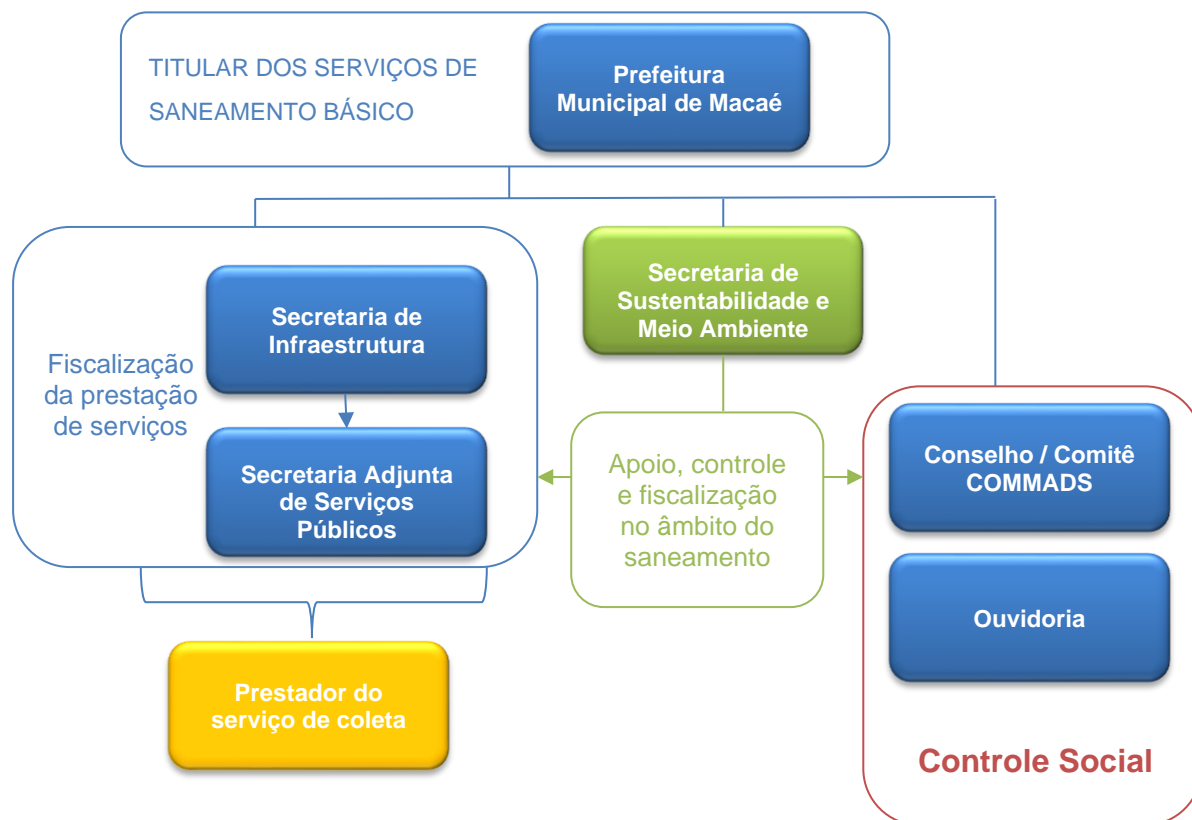 TITULAR DOS SERVIÇOS DE
SANEAMENTO BÁSICO
Prefeitura
Municipal de Macaé
Fiscalização
da prestação
de serviços
Secretaria de
Infraestrutura
Secretaria Adjunta
de Serviços
Públicos
Prestador do
serviço de coleta
Secretaria de
Sustentabilidade e
Meio Ambiente
Apoio, controle
e fiscalização
no âmbito do
saneamento
Conselho / Comitê
COMMADS
Ouvidoria
Controle Social